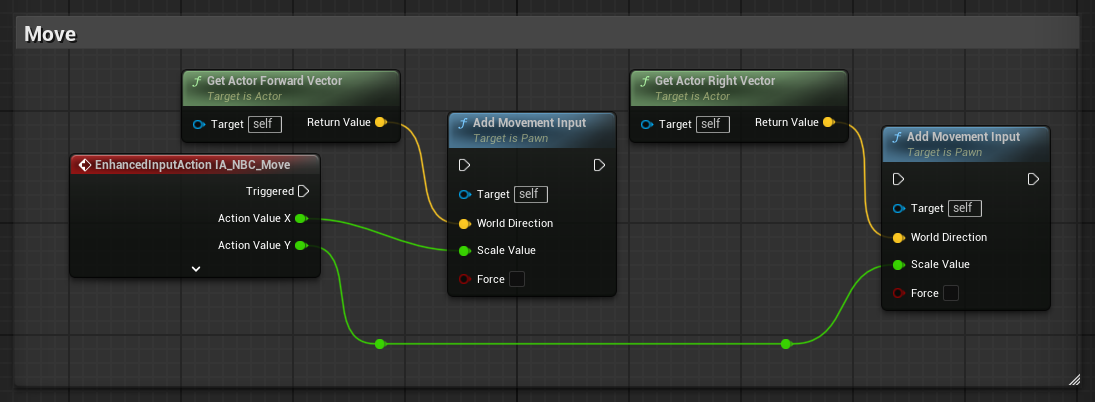 Move
Get Actor Forward Vector
Target is Actor
Target self
Return Value
Get Actor Right Vector
Target is Actor
Target self
Return Value
EnhancedInputAction IA_NBC_Move
Triggered
Action Value X
Action Value Y
Add Movement Input
Target is Pawn
Target self
World Direction
Scale Value
Force
Add Movement Input
Target is Pawn
Target self
World Direction
Scale Value
Force